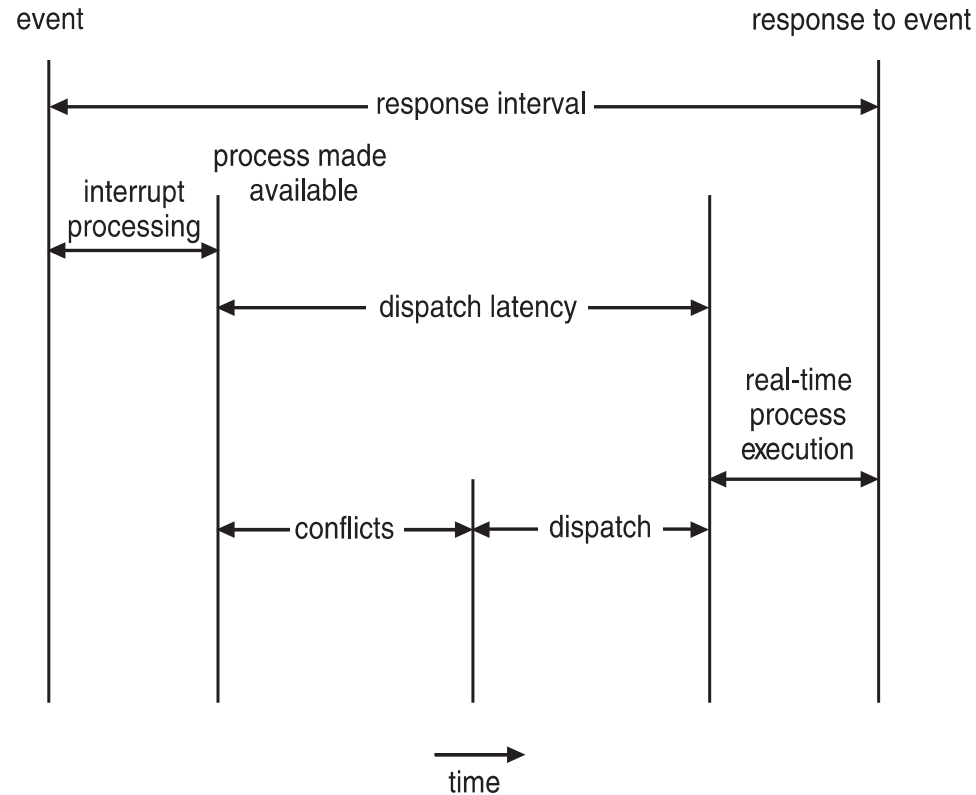 event
response to event
response interval
process made
available
interrupt
processing
dispatch latency
real-time
process
execution
conflicts
dispatch
time